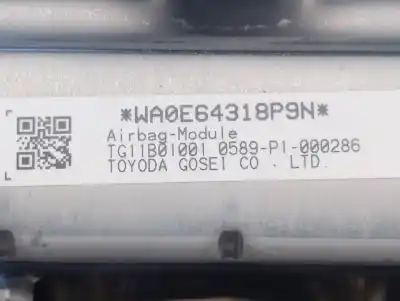 *WA0E64318P9N*
Airbag-Module
TG11B01001 0589-P1-000286
TOYODA GOSEI CO . LTD.